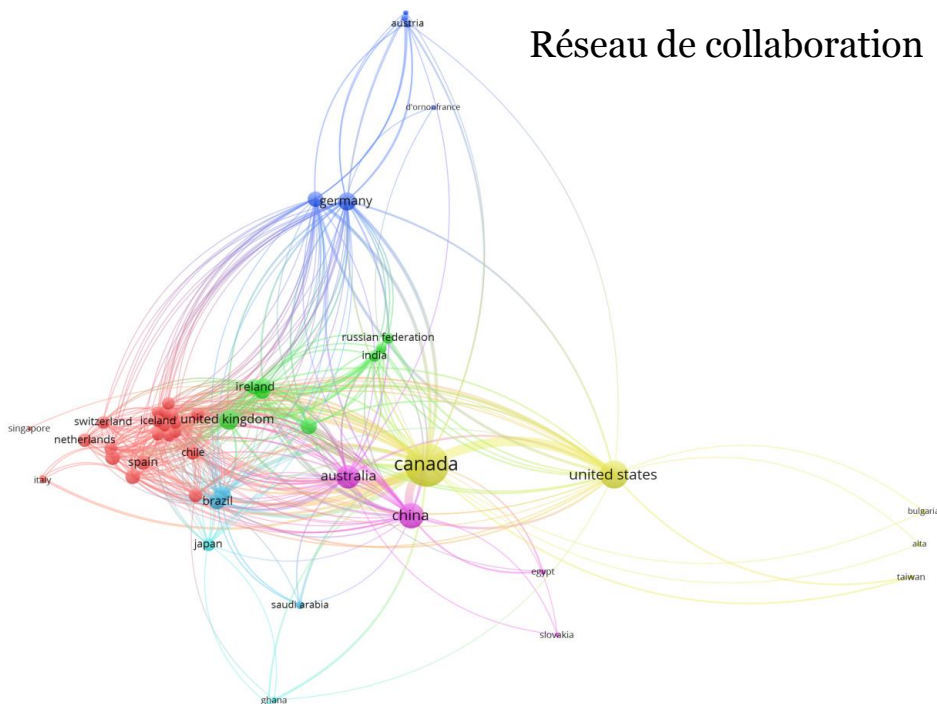 austria
Réseau de collaboration
d'ornonfrance
germany
russian federation
india
ireland
switzerland
iceland
united kingdom
singapore
netherlands
spain
chile
canada
italy
australia
united states
brazil
china
bulgaria
japan
alta
egypt
taiwan
saudi arabia
slovakia
ghana